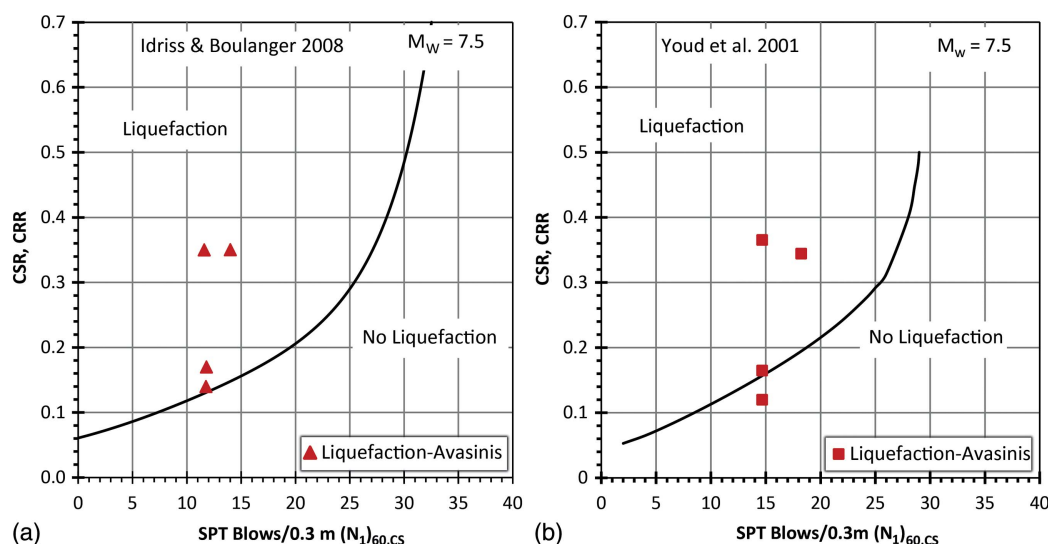 Idriss & Boulanger 2008
M_W = 7.5
Liquefaction
No Liquefaction
Liquefaction-Avasinis
CSR, CRR
0.7
0.6
0.5
0.4
0.3
0.2
0.1
0.0
0 5 10 15 20 25 30 35 40
SPT Blows/0.3 m (N1)60,CS
(a)
Youd et al. 2001
M_w = 7.5
Liquefaction
No Liquefaction
Liquefaction-Avasinis
CSR, CRR
0.7
0.6
0.5
0.4
0.3
0.2
0.1
0.0
0 5 10 15 20 25 30 35 40
SPT Blows/0.3m (N1)60,CS
(b)